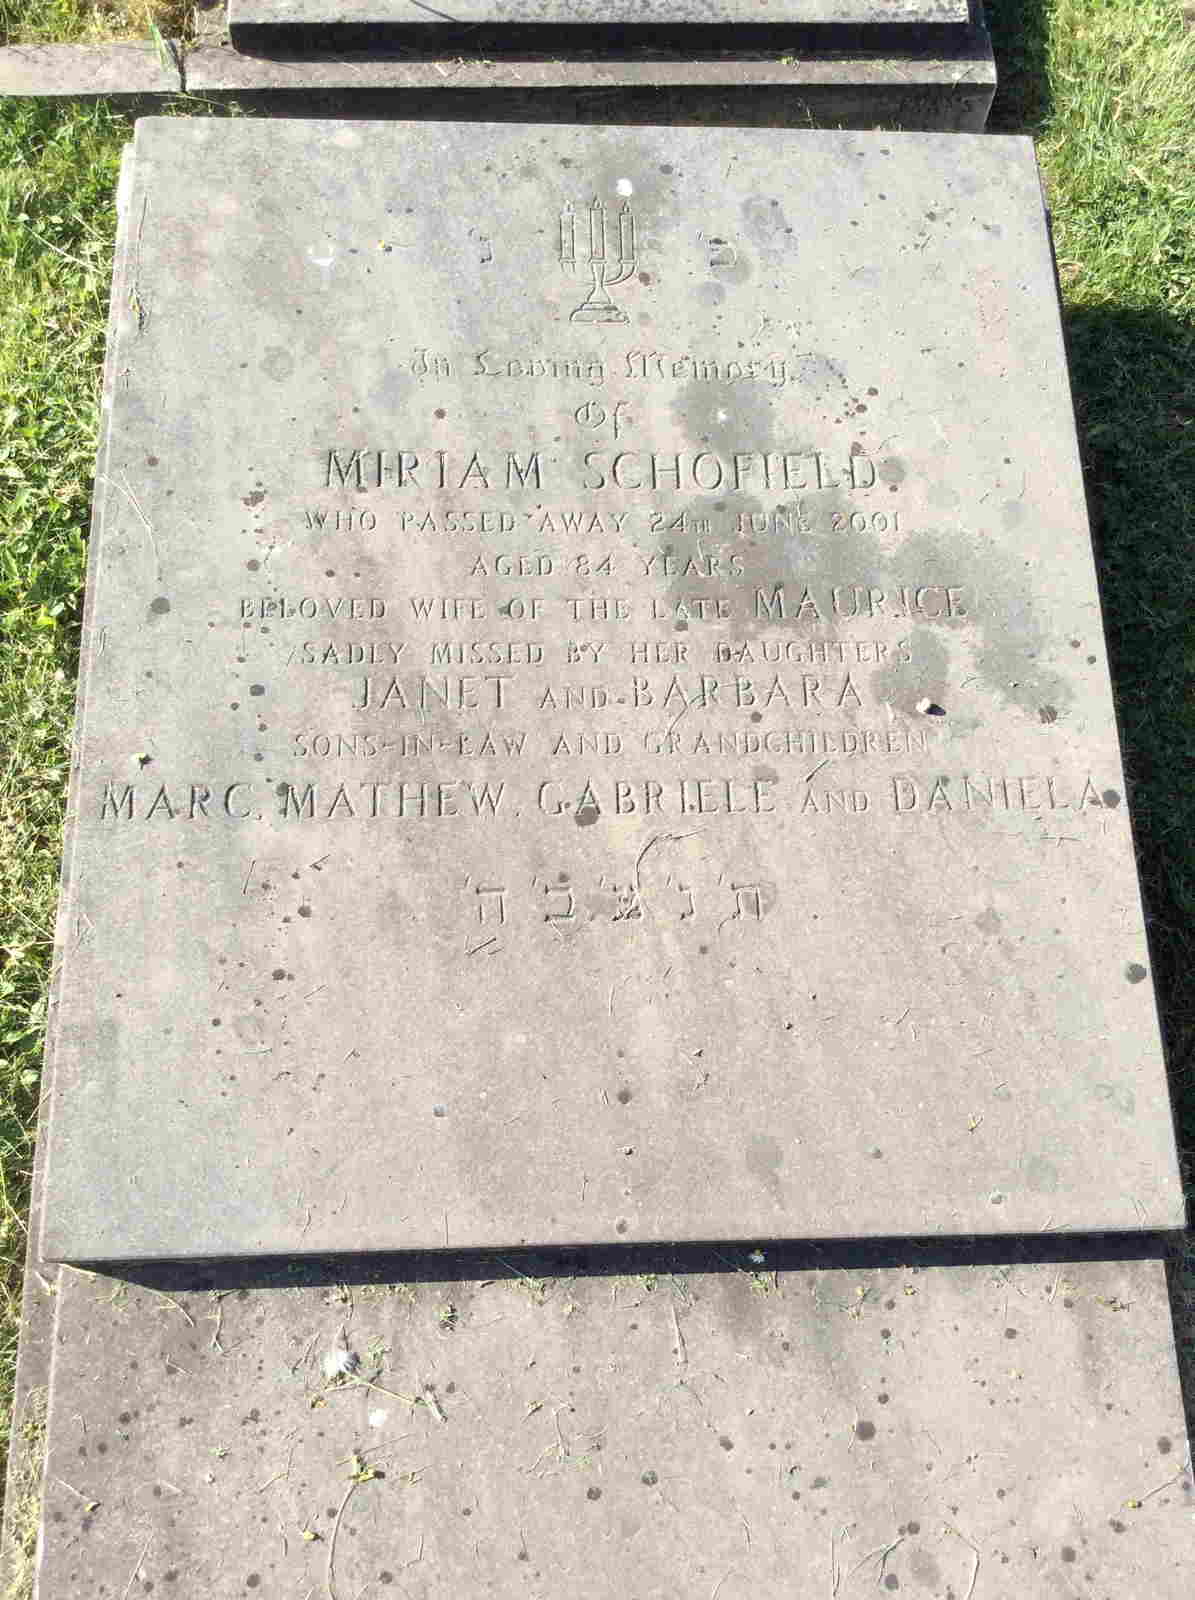 פ' נ'
In Loving Memory
Of
MIRIAM SCHOFIELD
WHO PASSED AWAY 24TH JUNE 2001
AGED 84 YEARS
BELOVED WIFE OF THE LATE MAURICE
SADLY MISSED BY HER DAUGHTERS
JANET AND BARBARA
SONS-IN-LAW AND GRANDCHILDREN
MARC, MATHEW, GABRIELE AND DANIELA
ת' נ' צ' ב' ה'